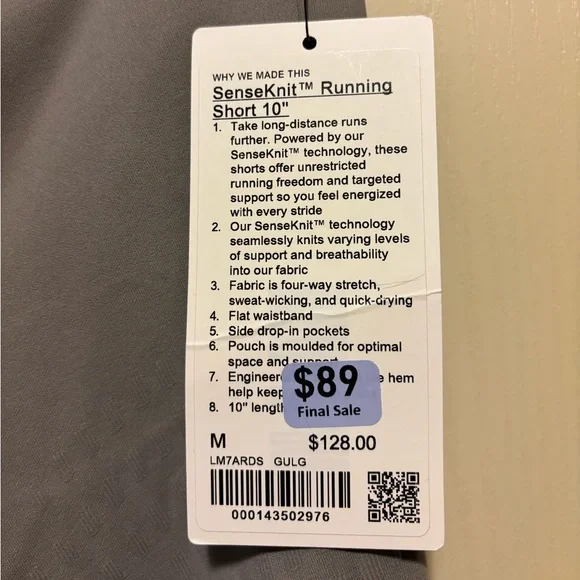 WHY WE MADE THIS
SenseKnit™ Running
Short 10"
1. Take long-distance runs
further. Powered by our
SenseKnit™ technology, these
shorts offer unrestricted
running freedom and targeted
support so you feel energized
with every stride
2. Our SenseKnit™ technology
seamlessly knits varying levels
of support and breathability
into our fabric
3. Fabric is four-way stretch,
sweat-wicking, and quick-drying
4. Flat waistband
5. Side drop-in pockets
6. Pouch is moulded for optimal
space and support
7. Engineer hem
help keep
8. 10" length
$89
Final Sale
M $128.00
LM7ARDS GULG
000143502976